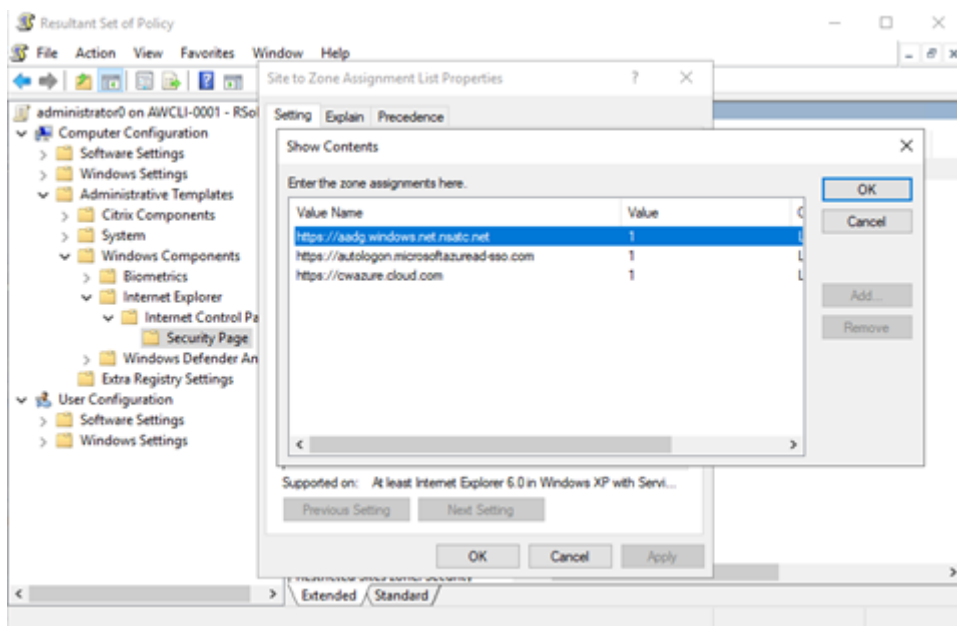 Resultant Set of Policy
File Action View Favorites Window Help
administrator0 on AWCLI-0001 - RSo
Computer Configuration
Software Settings
Windows Settings
Administrative Templates
Citrix Components
System
Windows Components
Biometrics
Internet Explorer
Internet Control Pa
Security Page
Windows Defender An
Extra Registry Settings
User Configuration
Software Settings
Windows Settings
Site to Zone Assignment List Properties
Setting Explain Precedence
Show Contents
Enter the zone assignments here.
Value Name Value
https://aadg.windows.net.nsatc.net 1
https://autologon.microsoftazuread-sso.com 1
https://cwazure.cloud.com 1
OK
Cancel
Add...
Remove
Supported on: At least Internet Explorer 6.0 in Windows XP with Servi...
Previous Setting Next Setting
OK Cancel Apply
Extended Standard